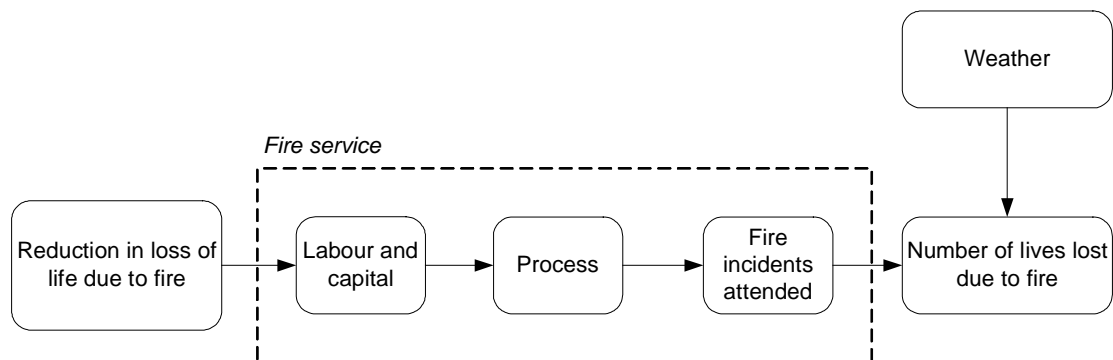 Weather
Fire service
Reduction in loss of
life due to fire
Labour and
capital
Process
Fire
incidents
attended
Number of lives lost
due to fire